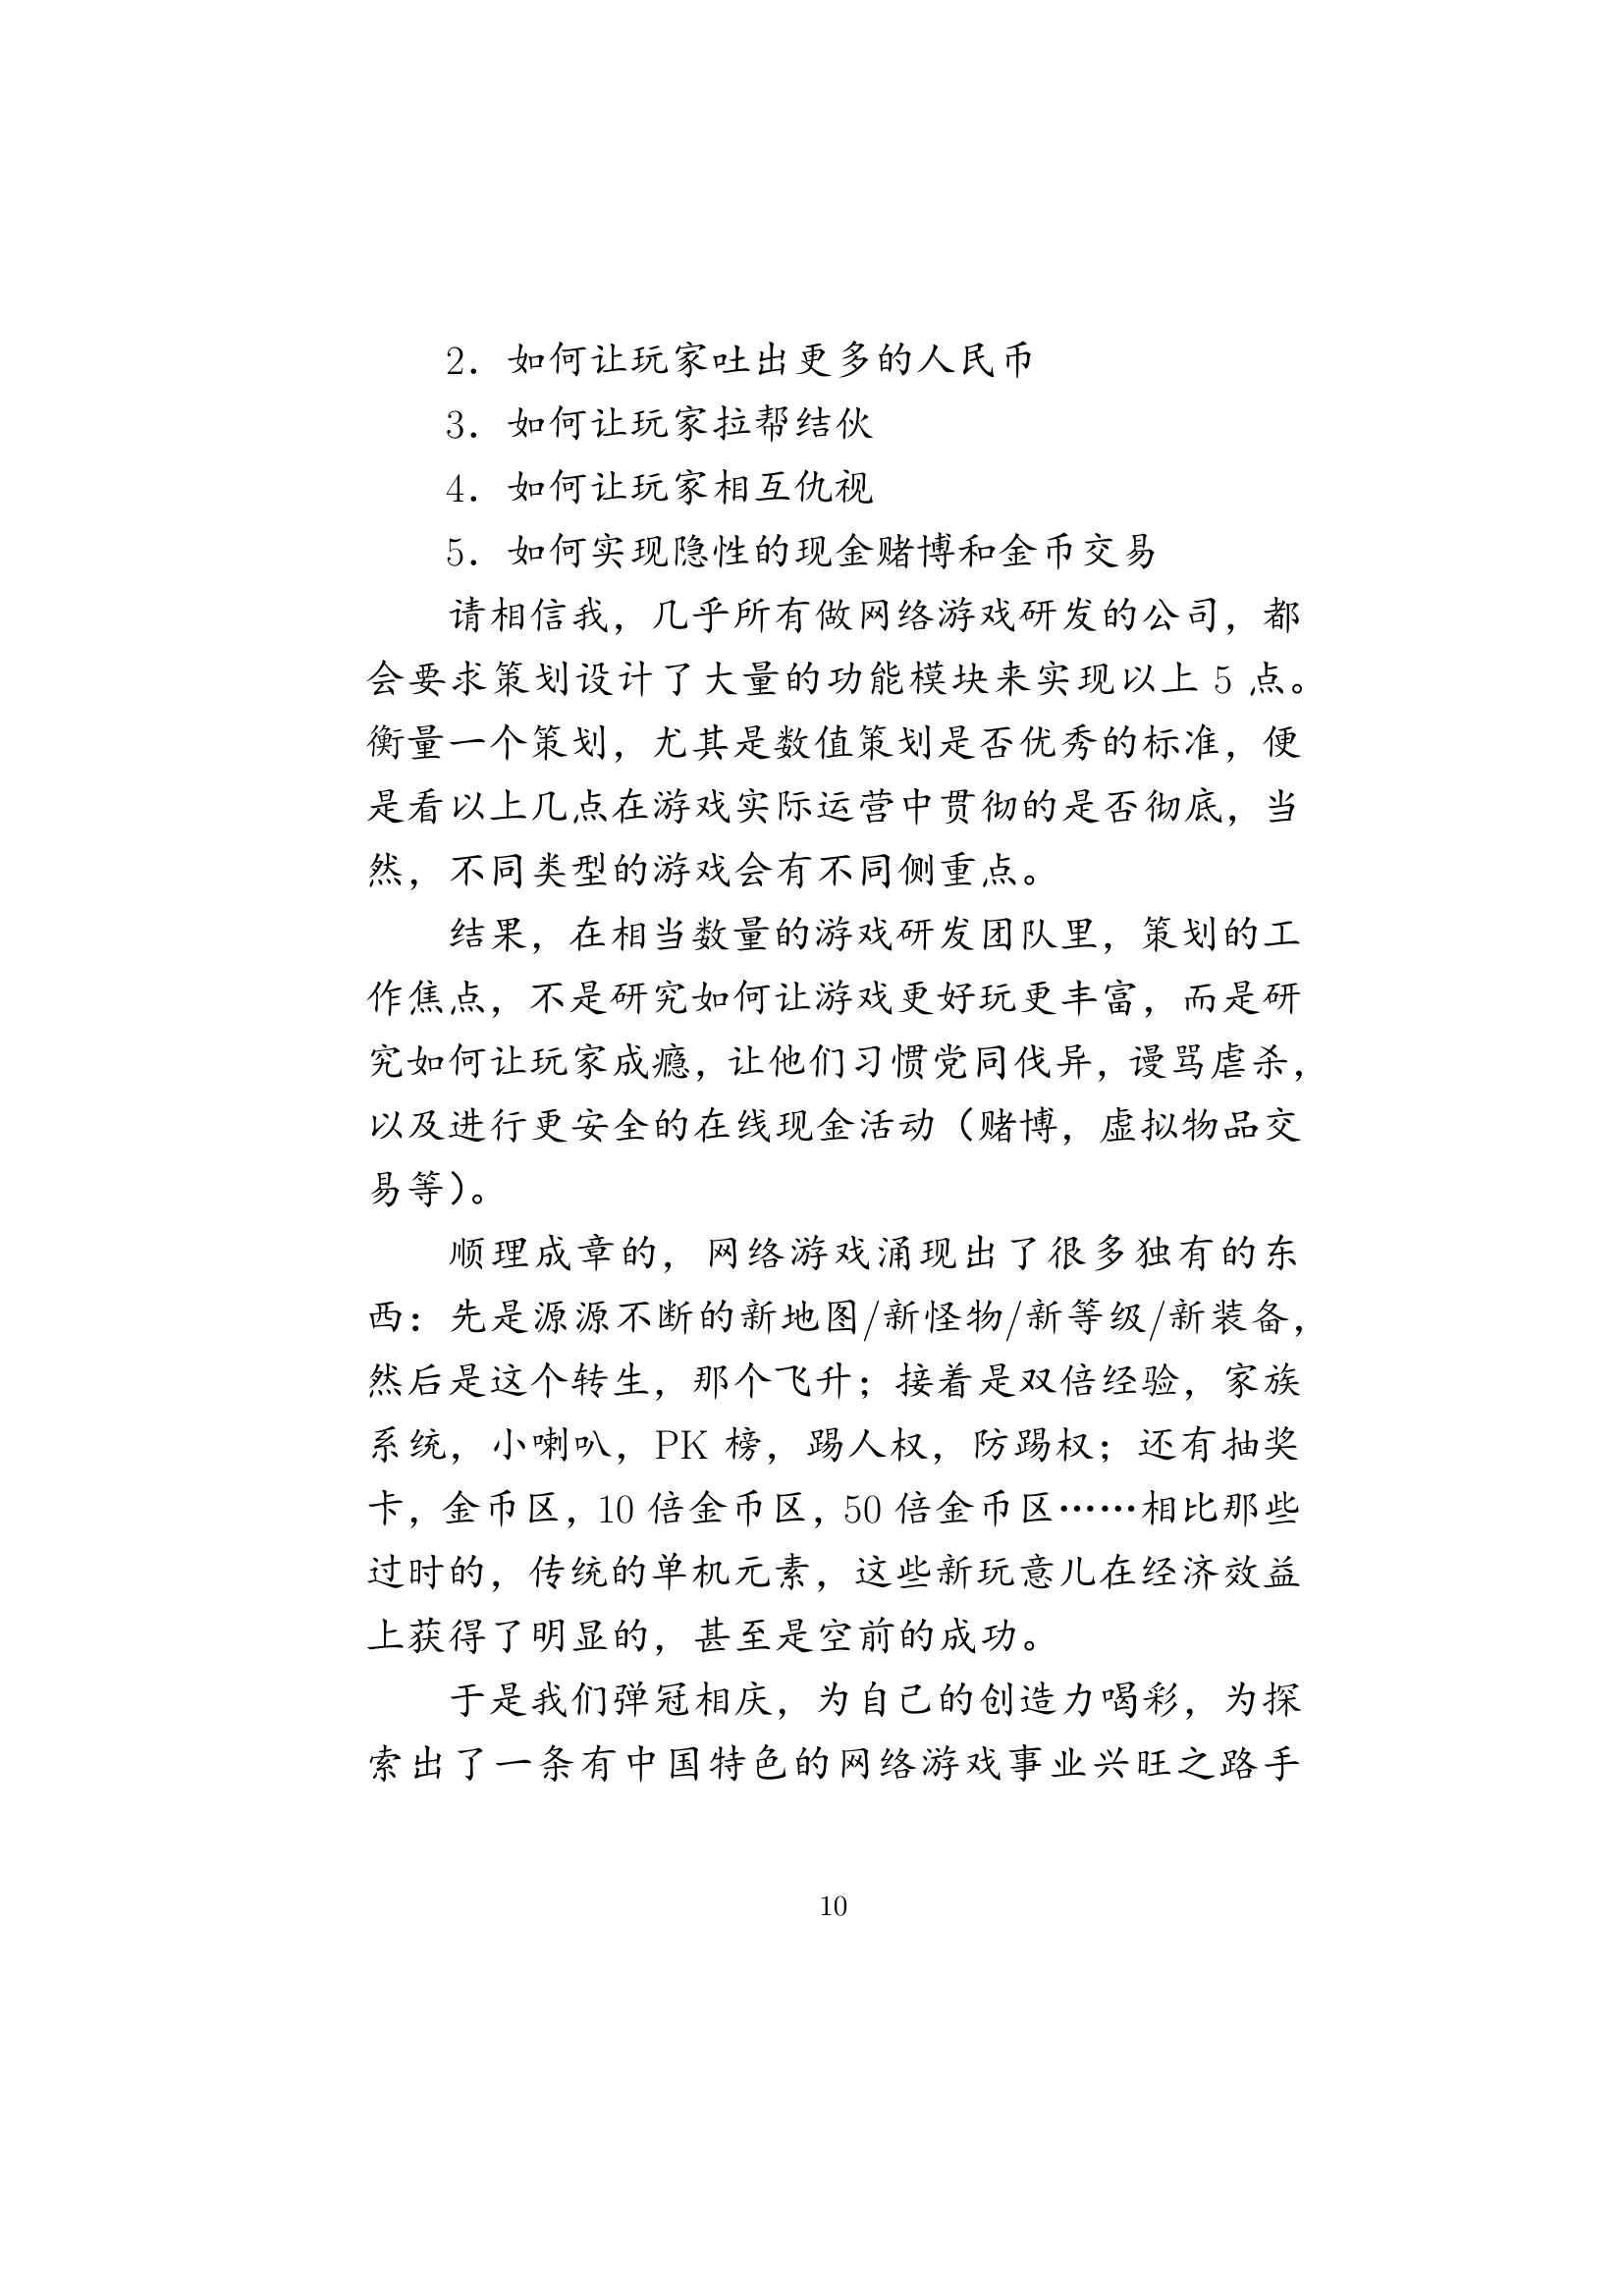 2．如何让玩家吐出更多的人民币
3．如何让玩家拉帮结伙
4．如何让玩家相互仇视
5．如何实现隐性的现金赌博和金币交易
请相信我，几乎所有做网络游戏研发的公司，都
会要求策划设计了大量的功能模块来实现以上 5 点。
衡量一个策划，尤其是数值策划是否优秀的标准，便
是看以上几点在游戏实际运营中贯彻的是否彻底，当
然，不同类型的游戏会有不同侧重点。
结果，在相当数量的游戏研发团队里，策划的工
作焦点，不是研究如何让游戏更好玩更丰富，而是研
究如何让玩家成瘾，让他们习惯党同伐异，谩骂虐杀，
以及进行更安全的在线现金活动（赌博，虚拟物品交
易等）。
顺理成章的，网络游戏涌现出了很多独有的东
西：先是源源不断的新地图/新怪物/新等级/新装备，
然后是这个转生，那个飞升；接着是双倍经验，家族
系统，小喇叭，PK 榜，踢人权，防踢权；还有抽奖
卡，金币区，10 倍金币区，50 倍金币区……相比那些
过时的，传统的单机元素，这些新玩意儿在经济效益
上获得了明显的，甚至是空前的成功。
于是我们弹冠相庆，为自己的创造力喝彩，为探
索出了一条有中国特色的网络游戏事业兴旺之路手
10